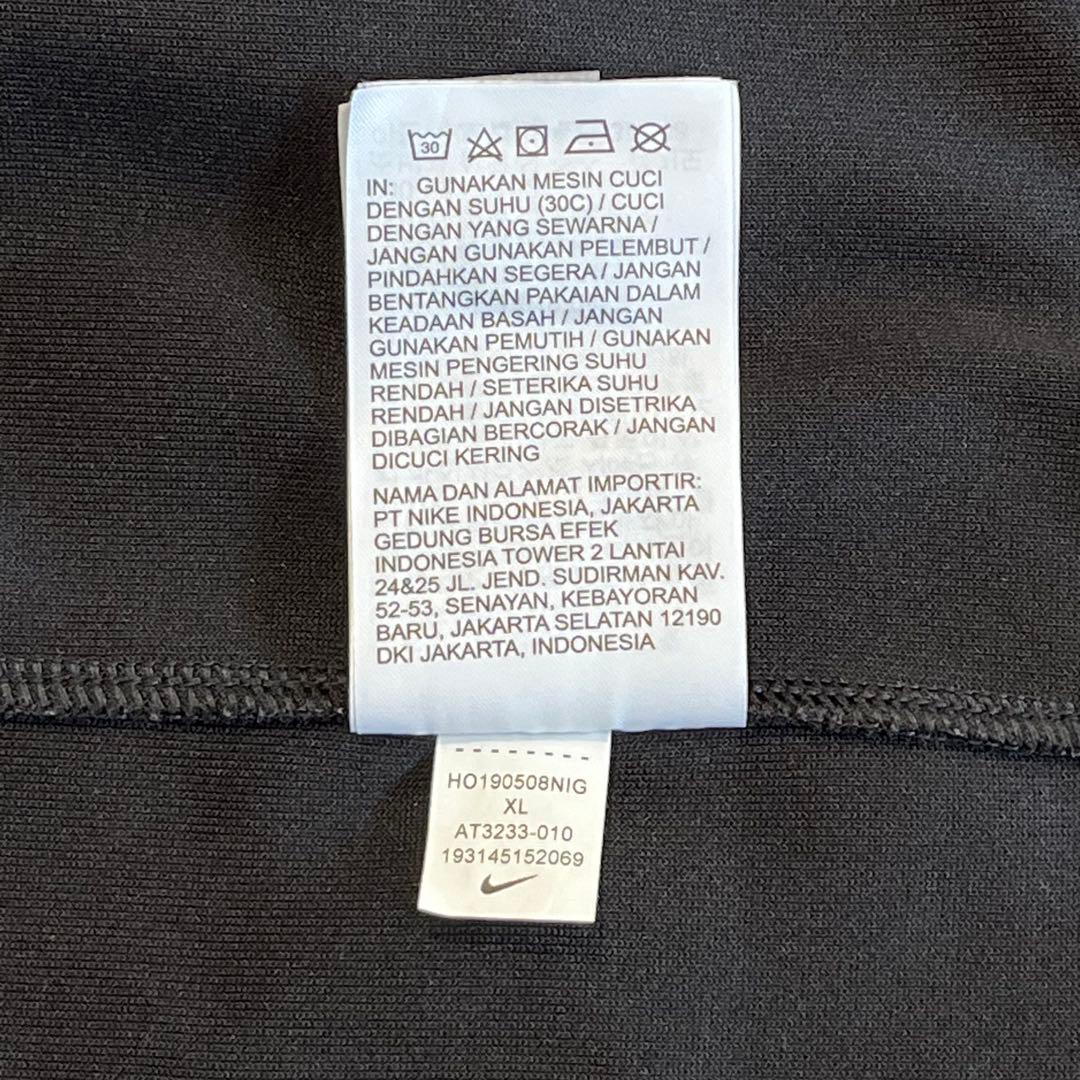 30
IN: GUNAKAN MESIN CUCI
DENGAN SUHU (30C) / CUCI
DENGAN YANG SEWARNA /
JANGAN GUNAKAN PELEMBUT /
PINDAHKAN SEGERA / JANGAN
BENTANGKAN PAKAIAN DALAM
KEADAAN BASAH / JANGAN
GUNAKAN PEMUTIH / GUNAKAN
MESIN PENGERING SUHU
RENDAH / SETERIKA SUHU
RENDAH / JANGAN DISETRIKA
DIBAGIAN BERCORAK / JANGAN
DICUCI KERING
NAMA DAN ALAMAT IMPORTIR:
PT NIKE INDONESIA, JAKARTA
GEDUNG BURSA EFEK
INDONESIA TOWER 2 LANTAI
24&25 JL. JEND. SUDIRMAN KAV.
52-53, SENAYAN, KEBAYORAN
BARU, JAKARTA SELATAN 12190
DKI JAKARTA, INDONESIA
HO190508NIG
XL
AT3233-010
193145152069